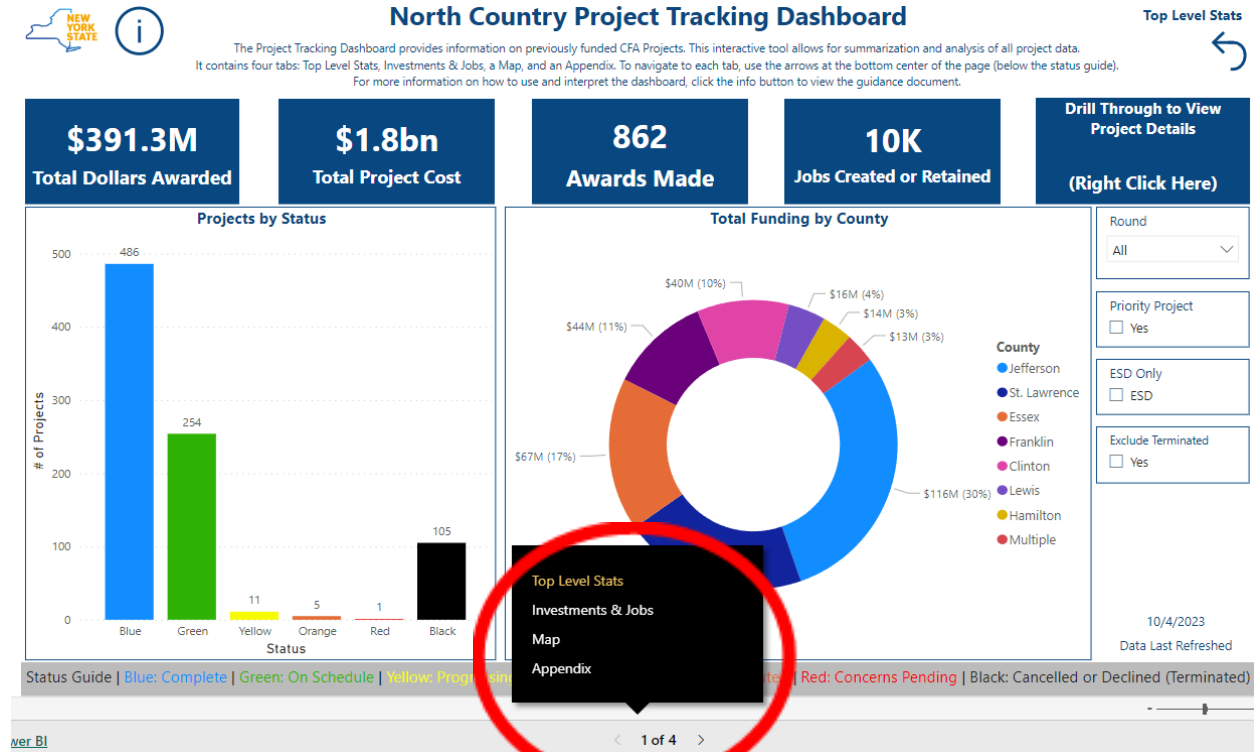 NEW
YORK
STATE
i
North Country Project Tracking Dashboard
Top Level Stats
The Project Tracking Dashboard provides information on previously funded CFA Projects. This interactive tool allows for summarization and analysis of all project data.
It contains four tabs: Top Level Stats, Investments & Jobs, a Map, and an Appendix. To navigate to each tab, use the arrows at the bottom center of the page (below the status guide).
For more information on how to use and interpret the dashboard, click the info button to view the guidance document.
$391.3M
Total Dollars Awarded
$1.8bn
Total Project Cost
862
Awards Made
10K
Jobs Created or Retained
Drill Through to View
Project Details
(Right Click Here)
Projects by Status
500
400
300
200
100
0
# of Projects
486
254
11
5
1
105
Blue
Green
Yellow
Orange
Red
Black
Status
Total Funding by County
$40M (10%)
$16M (4%)
$14M (3%)
$13M (3%)
$44M (11%)
$67M (17%)
$116M (30%)
County
Jefferson
St. Lawrence
Essex
Franklin
Clinton
Lewis
Hamilton
Multiple
Round
All
Priority Project
Yes
ESD Only
ESD
Exclude Terminated
Yes
10/4/2023
Data Last Refreshed
Top Level Stats
Investments & Jobs
Map
Appendix
Status Guide | Blue: Complete | Green: On Schedule | Yellow: | Red: Concerns Pending | Black: Cancelled or Declined (Terminated)
wer BI
< 1 of 4 >
-